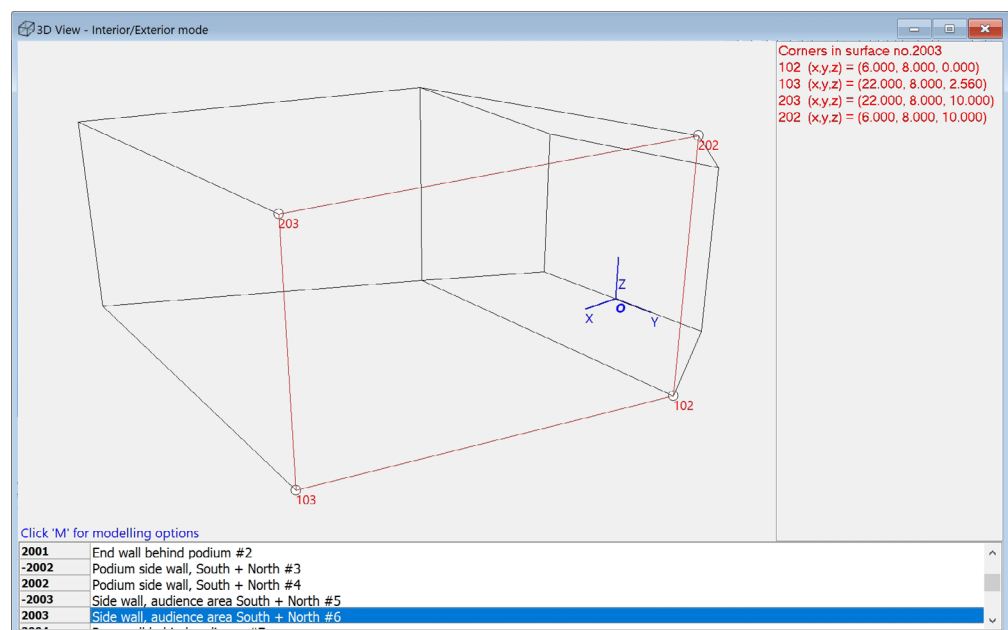 3D View - Interior/Exterior mode
Corners in surface no.2003
102 (x,y,z) = (6.000, 8.000, 0.000)
103 (x,y,z) = (22.000, 8.000, 2.560)
203 (x,y,z) = (22.000, 8.000, 10.000)
202 (x,y,z) = (6.000, 8.000, 10.000)
202
203
Z
O
X
Y
102
103
Click 'M' for modelling options
2001 End wall behind podium #2
-2002 Podium side wall, South + North #3
2002 Podium side wall, South + North #4
-2003 Side wall, audience area South + North #5
2003 Side wall, audience area South + North #6